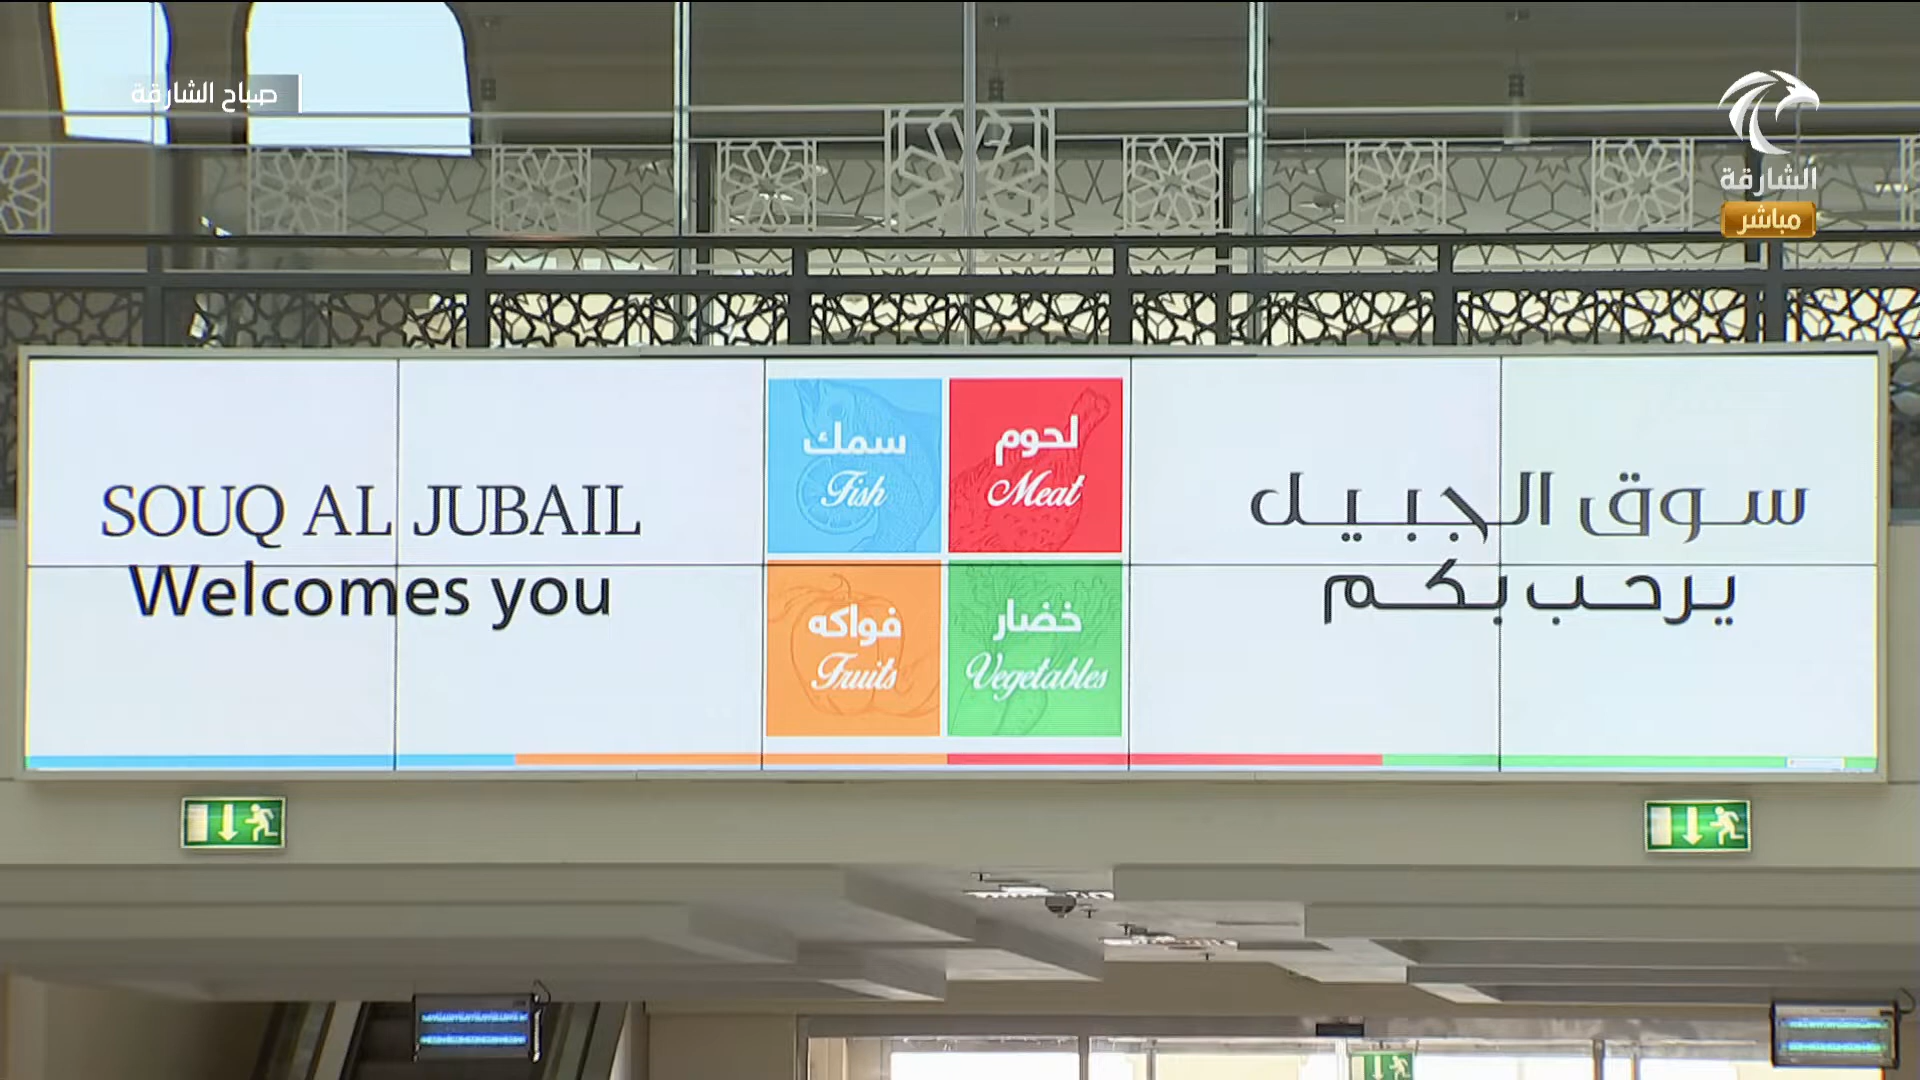 صباح الشارقة
الشارقة
مباشر
SOUQ AL JUBAIL
Welcomes you
سمك
Fish
لحوم
Meat
فواكه
Fruits
خضار
Vegetables
سوق الجبيل
يرحب بكم